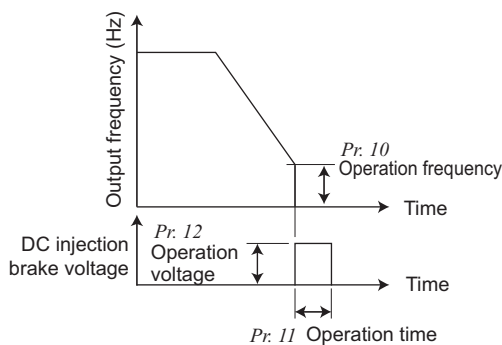 Output frequency (Hz)
Pr. 10
Operation frequency
Time
DC injection
brake voltage
Pr. 12
Operation
voltage
Time
Pr. 11 Operation time